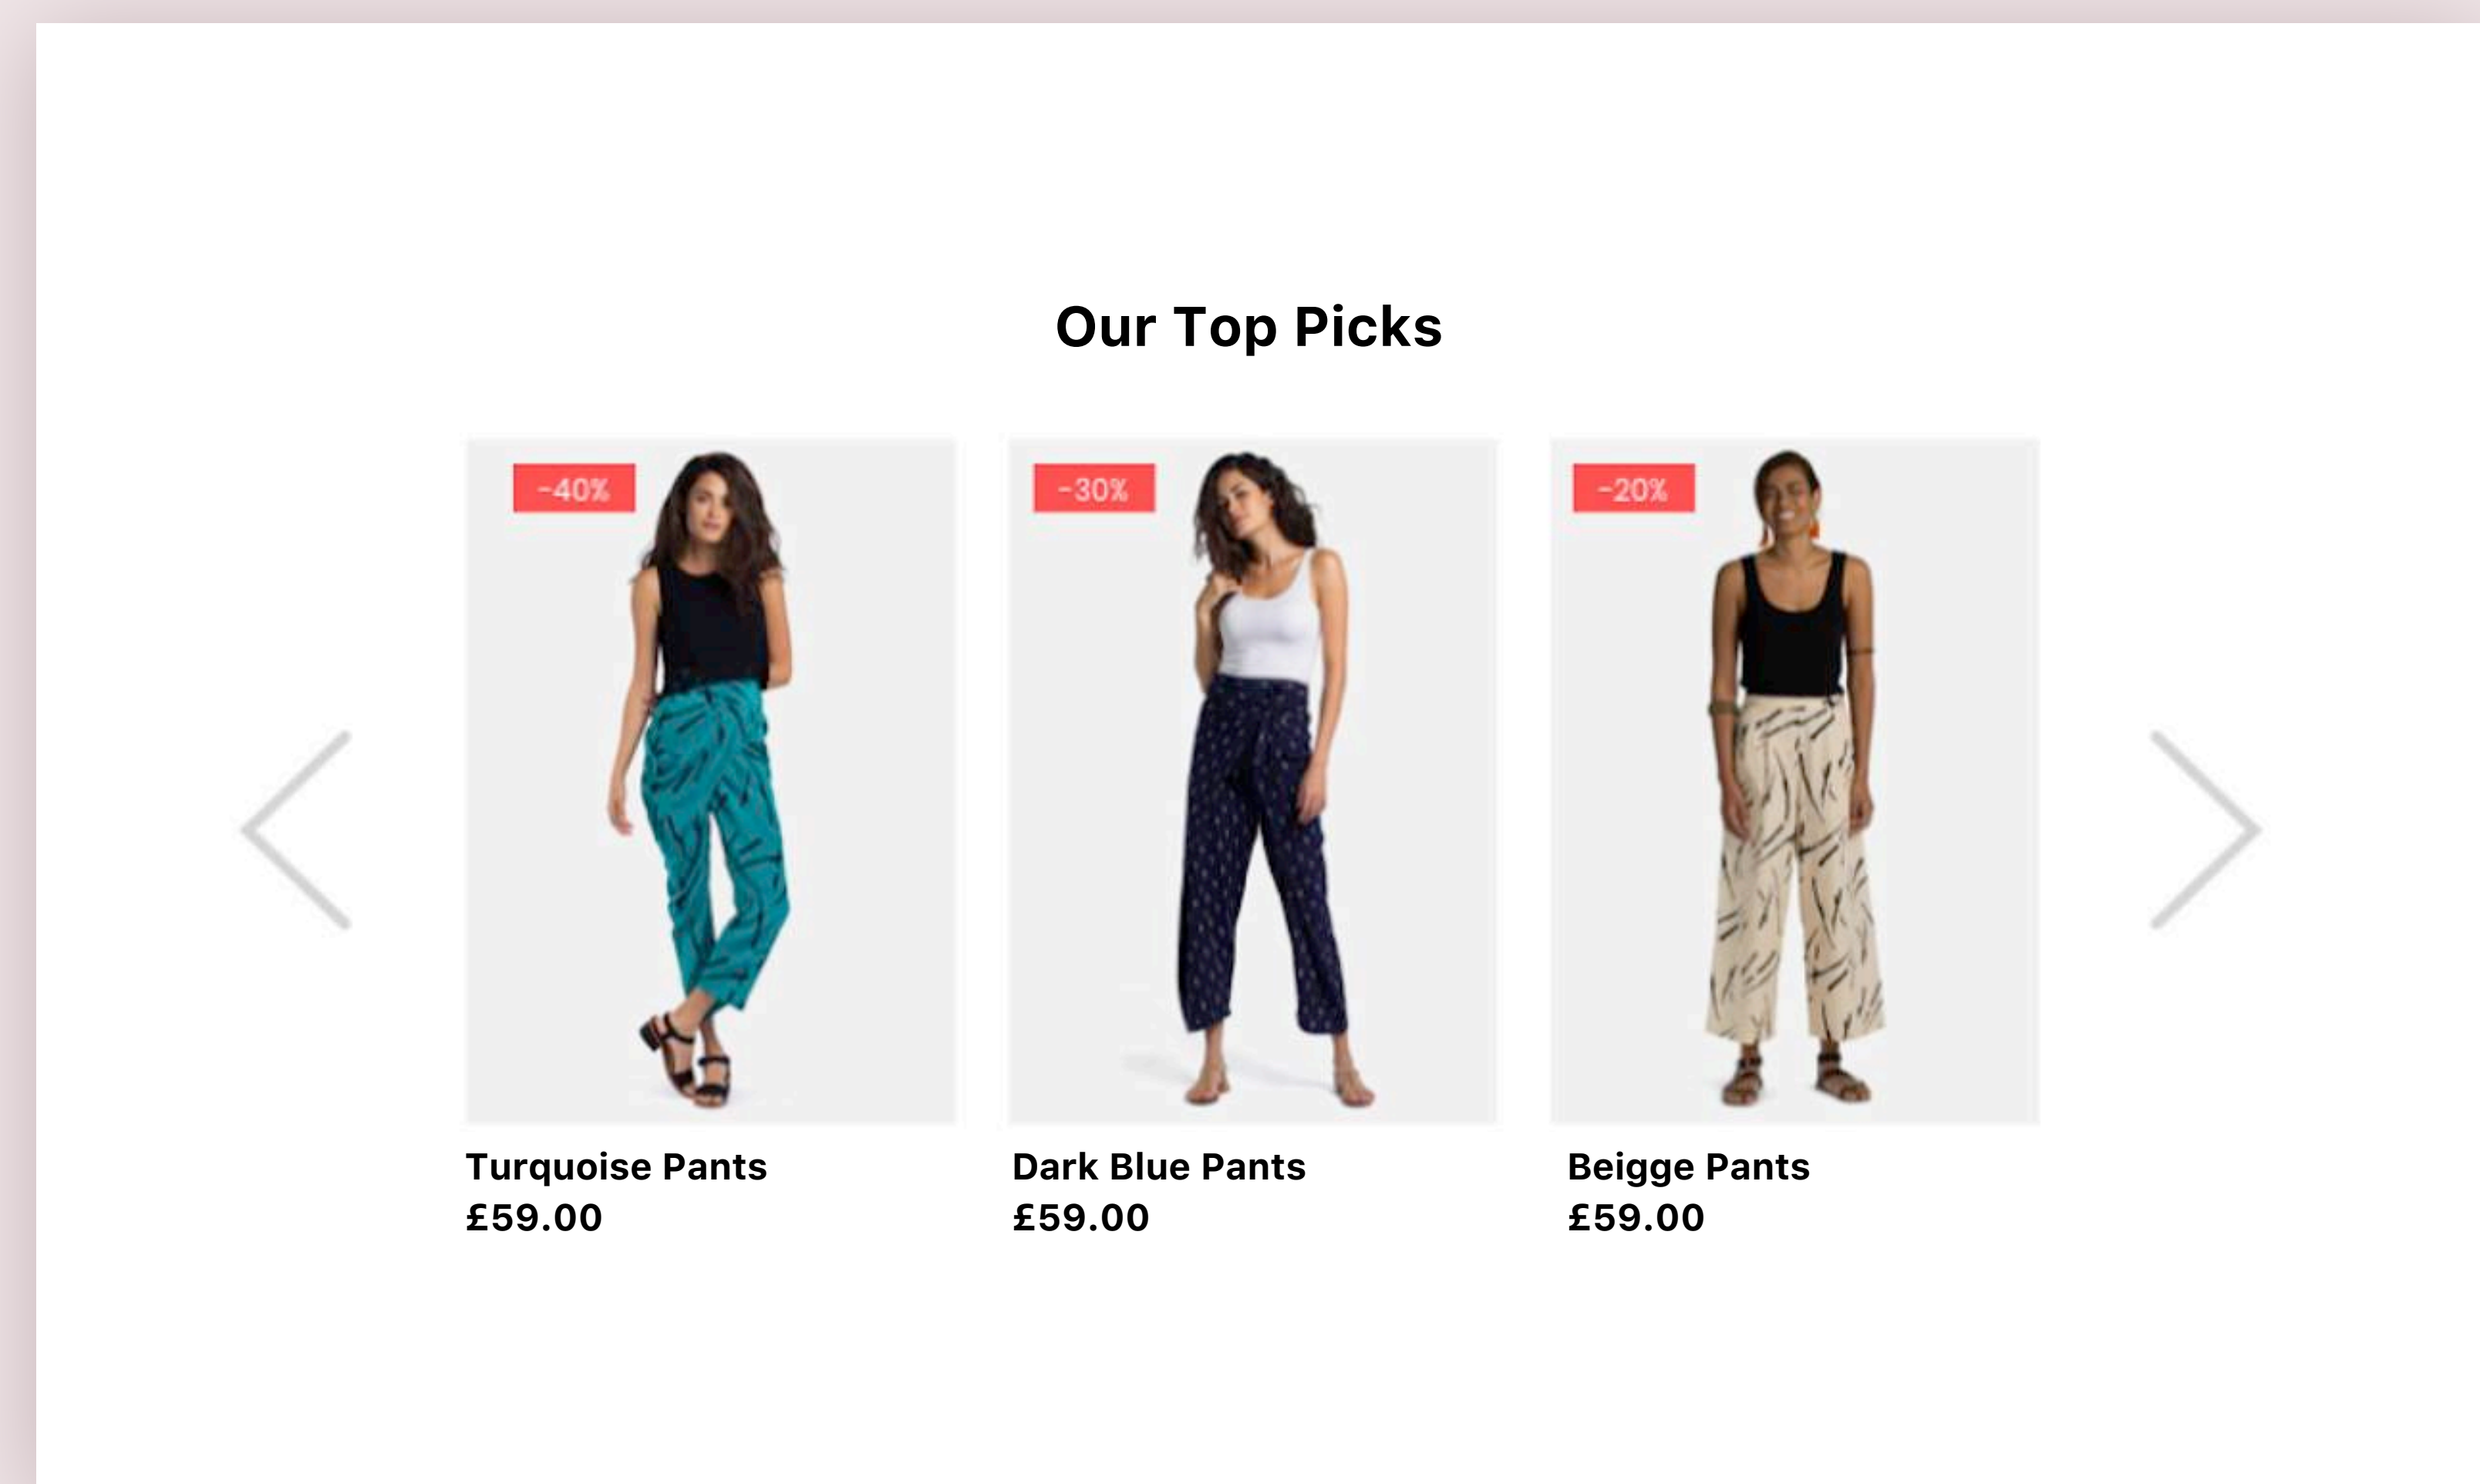 Our Top Picks
-40%
-30%
-20%
Turquoise Pants
£59.00
Dark Blue Pants
£59.00
Beigge Pants
£59.00